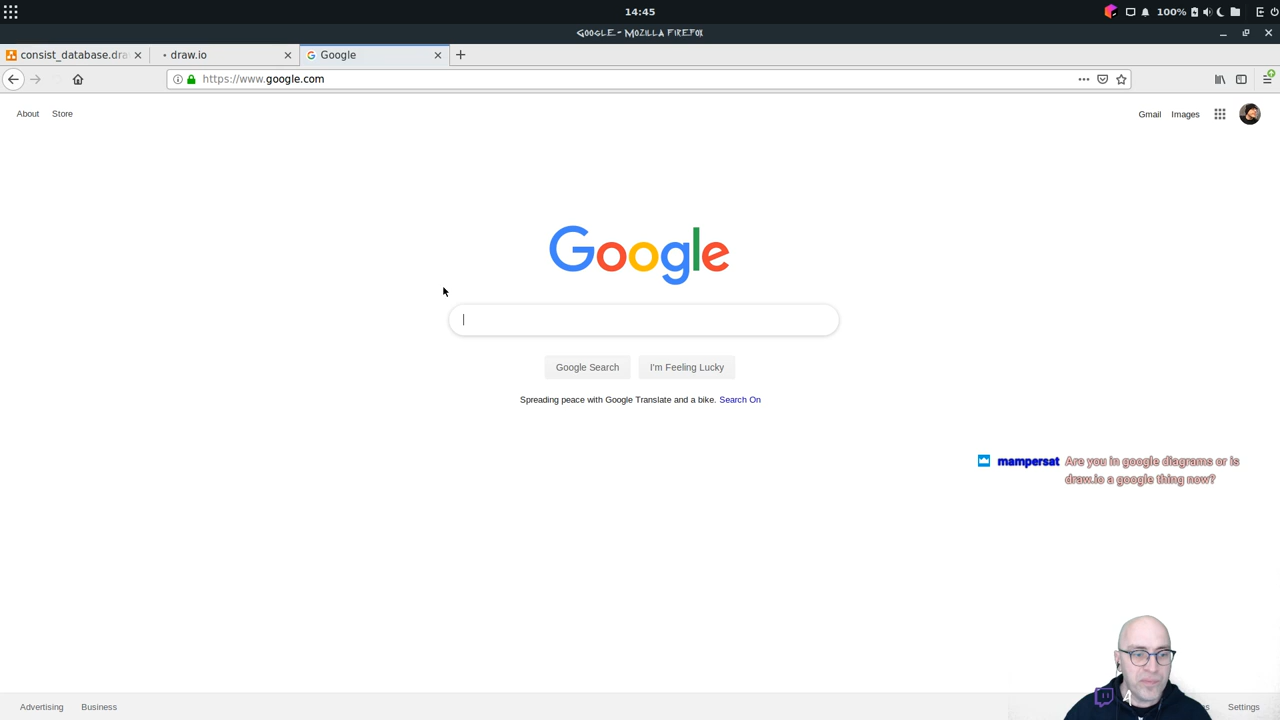 14:45
100%
Google - Mozilla Firefox
consist_database.dra
draw.io
Google
https://www.google.com
About Store
Gmail Images
Google
Google Search I'm Feeling Lucky
Spreading peace with Google Translate and a bike. Search On
mampersat Are you in google diagrams or is
draw.io a google thing now?
Advertising Business
Settings